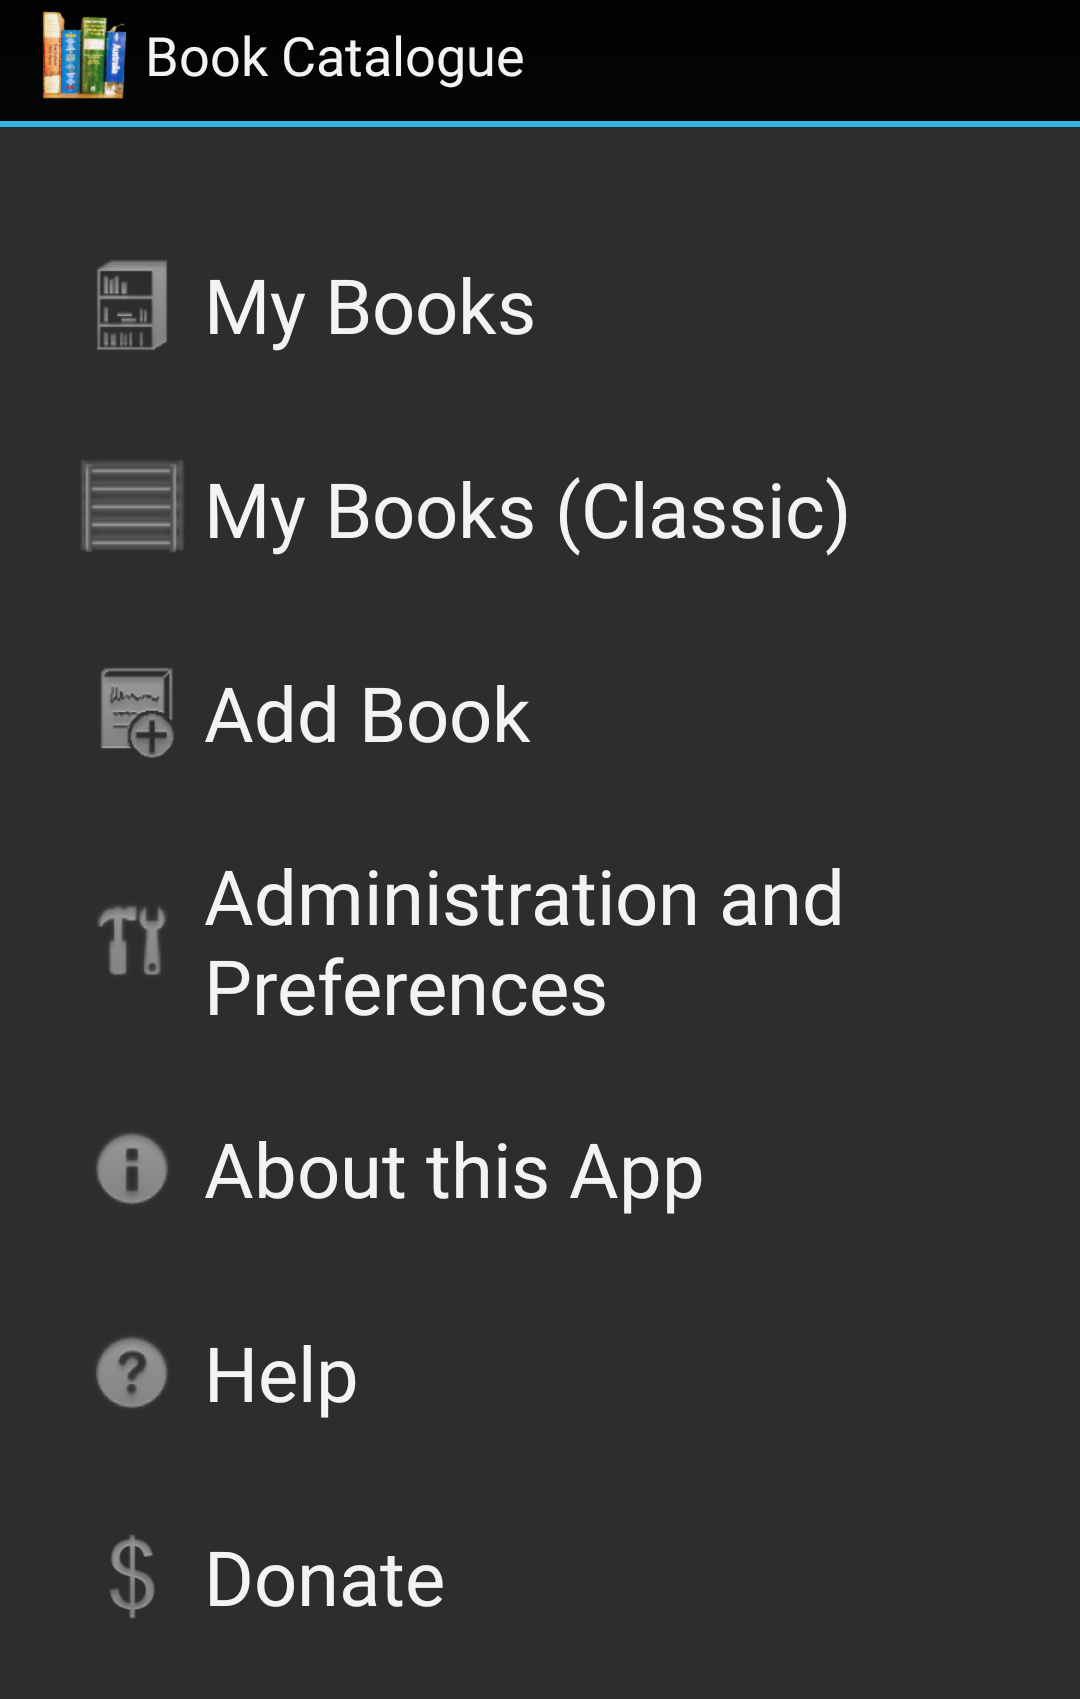 Book Catalogue
My Books
My Books (Classic)
Add Book
Administration and
Preferences
About this App
Help
Donate